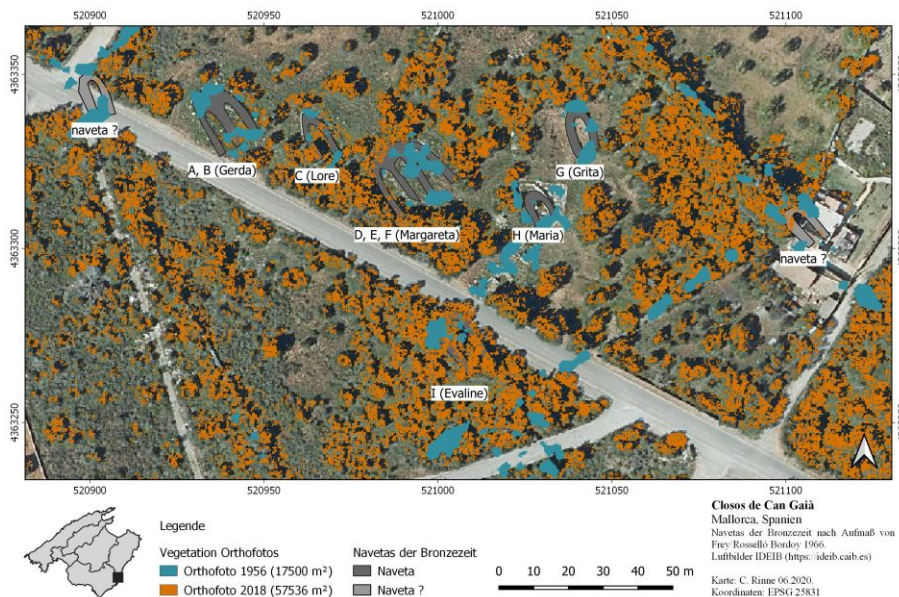 520900 520950 521000 521050 521100
4363350
4363300
4363250
naveta ?
A, B (Gerda)
C (Lore)
G (Grita)
D, E, F (Margareta)
H (Maria)
naveta ?
I (Evaline)
520900 520950 521000 521050 521100
Legende
Vegetation Orthofotos
Orthofoto 1956 (17500 m²)
Orthofoto 2018 (57536 m²)
Navetas der Bronzezeit
Naveta
Naveta ?
0 10 20 30 40 50 m
Closos de Can Gaià
Mallorca, Spanien
Navetas der Bronzezeit nach Aufmaß von
Frey/Rosselló Bordoy 1966.
Luftbilder IDEIB (https://ideib.caib.es)
Karte: C. Rinne 06.2020.
Koordinaten: EPSG 25831